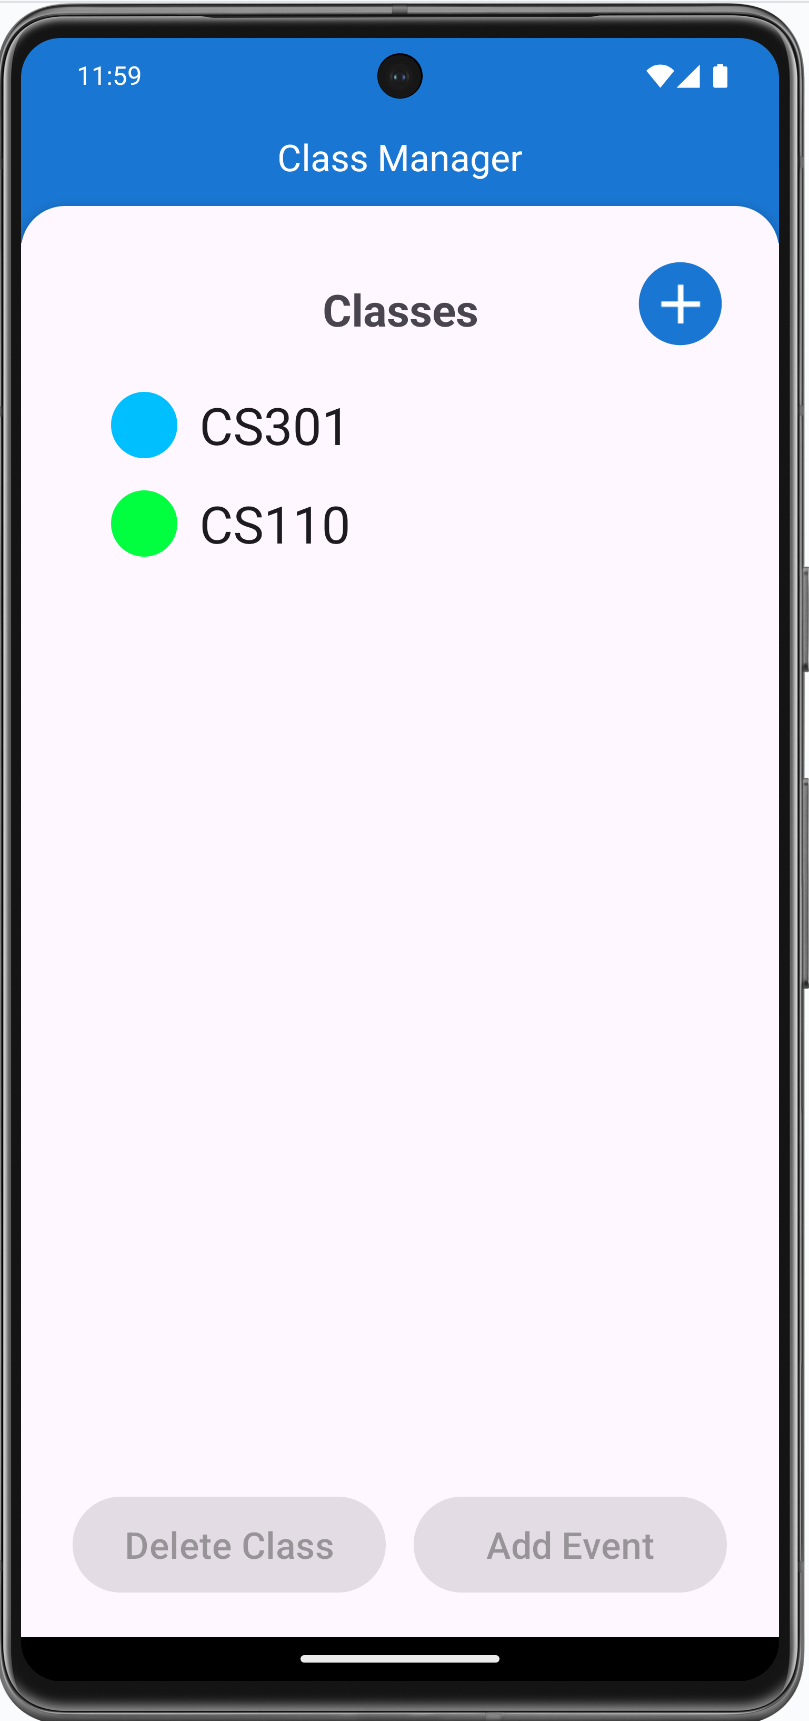 11:59
Class Manager
Classes
CS301
CS110
Delete Class Add Event